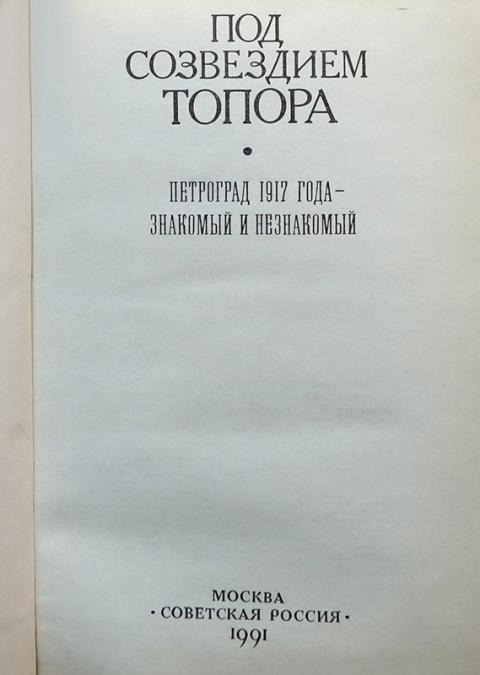 ПОД
СОЗВЕЗДИЕМ
ТОПОРА
•
ПЕТРОГРАД 1917 ГОДА –
ЗНАКОМЫЙ И НЕЗНАКОМЫЙ
МОСКВА
• СОВЕТСКАЯ РОССИЯ •
1991